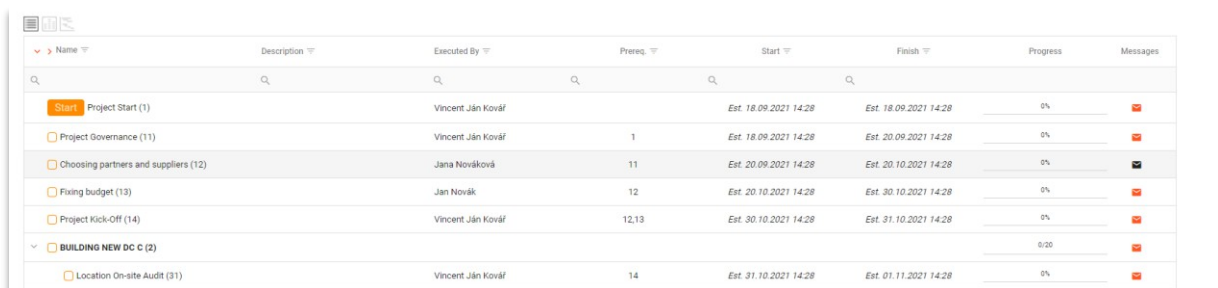 Name Description Executed By Prereq. Start Finish Progress Messages
Start Project Start (1) Vincent Ján Kovář Est. 18.09.2021 14:28 Est. 18.09.2021 14:28 0%
Project Governance (11) Vincent Ján Kovář 1 Est. 18.09.2021 14:28 Est. 20.09.2021 14:28 0%
Choosing partners and suppliers (12) Jana Nováková 11 Est. 20.09.2021 14:28 Est. 20.10.2021 14:28 0%
Fixing budget (13) Jan Novák 12 Est. 20.10.2021 14:28 Est. 30.10.2021 14:28 0%
Project Kick-Off (14) Vincent Ján Kovář 12,13 Est. 30.10.2021 14:28 Est. 31.10.2021 14:28 0%
BUILDING NEW DC C (2) 0/20
Location On-site Audit (31) Vincent Ján Kovář 14 Est. 31.10.2021 14:28 Est. 01.11.2021 14:28 0%